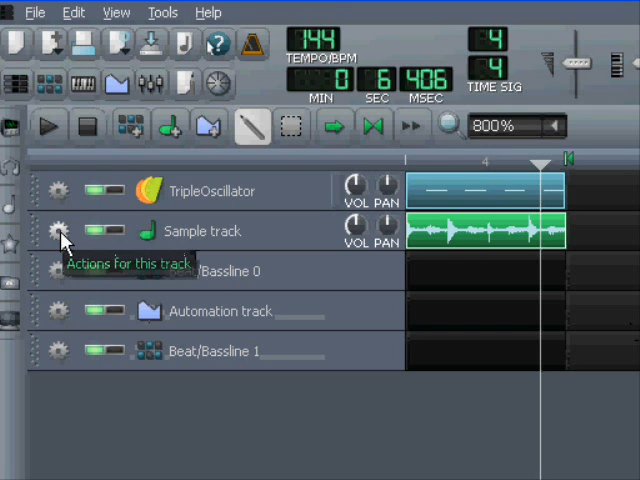 File Edit View Tools Help
144
TEMPO/BPM
4
4
TIME SIG
0 6 406
MIN SEC MSEC
800%
4
TripleOscillator
VOL PAN
Sample track
VOL PAN
Actions for this track
Beat/Bassline 0
Automation track
Beat/Bassline 1